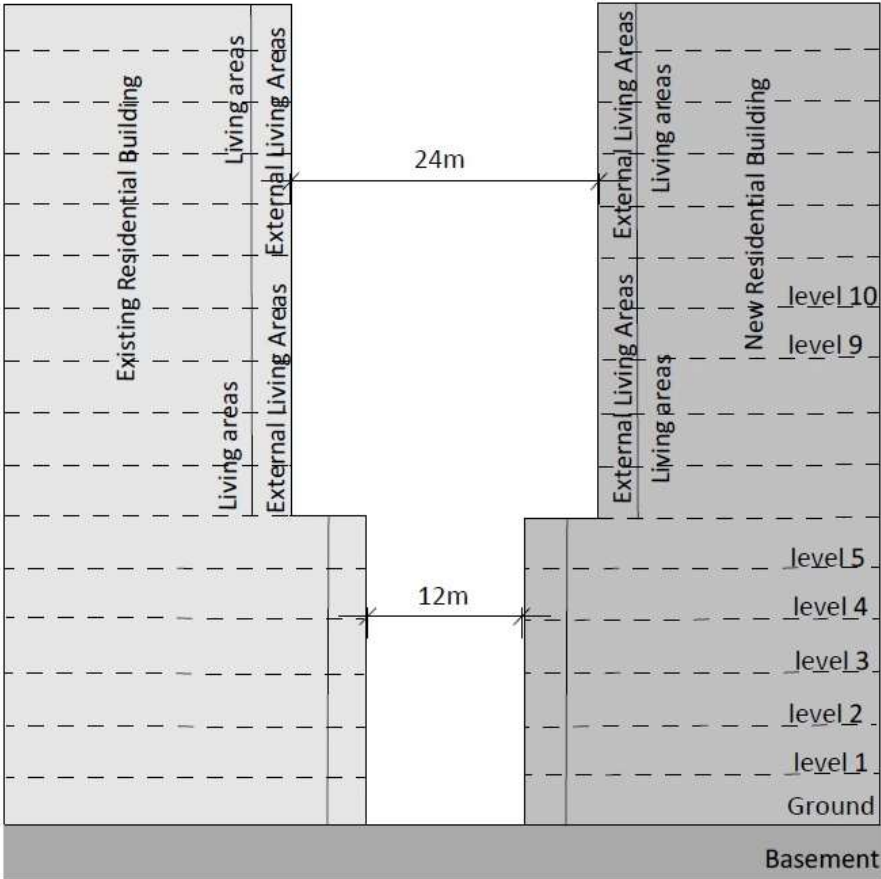 Existing Residential Building
Living areas
External Living Areas
Living areas
External Living Areas
24m
External Living Areas
Living areas
External Living Areas
Living areas
New Residential Building
level 10
level 9
12m
level 5
level 4
level 3
level 2
level 1
Ground
Basement